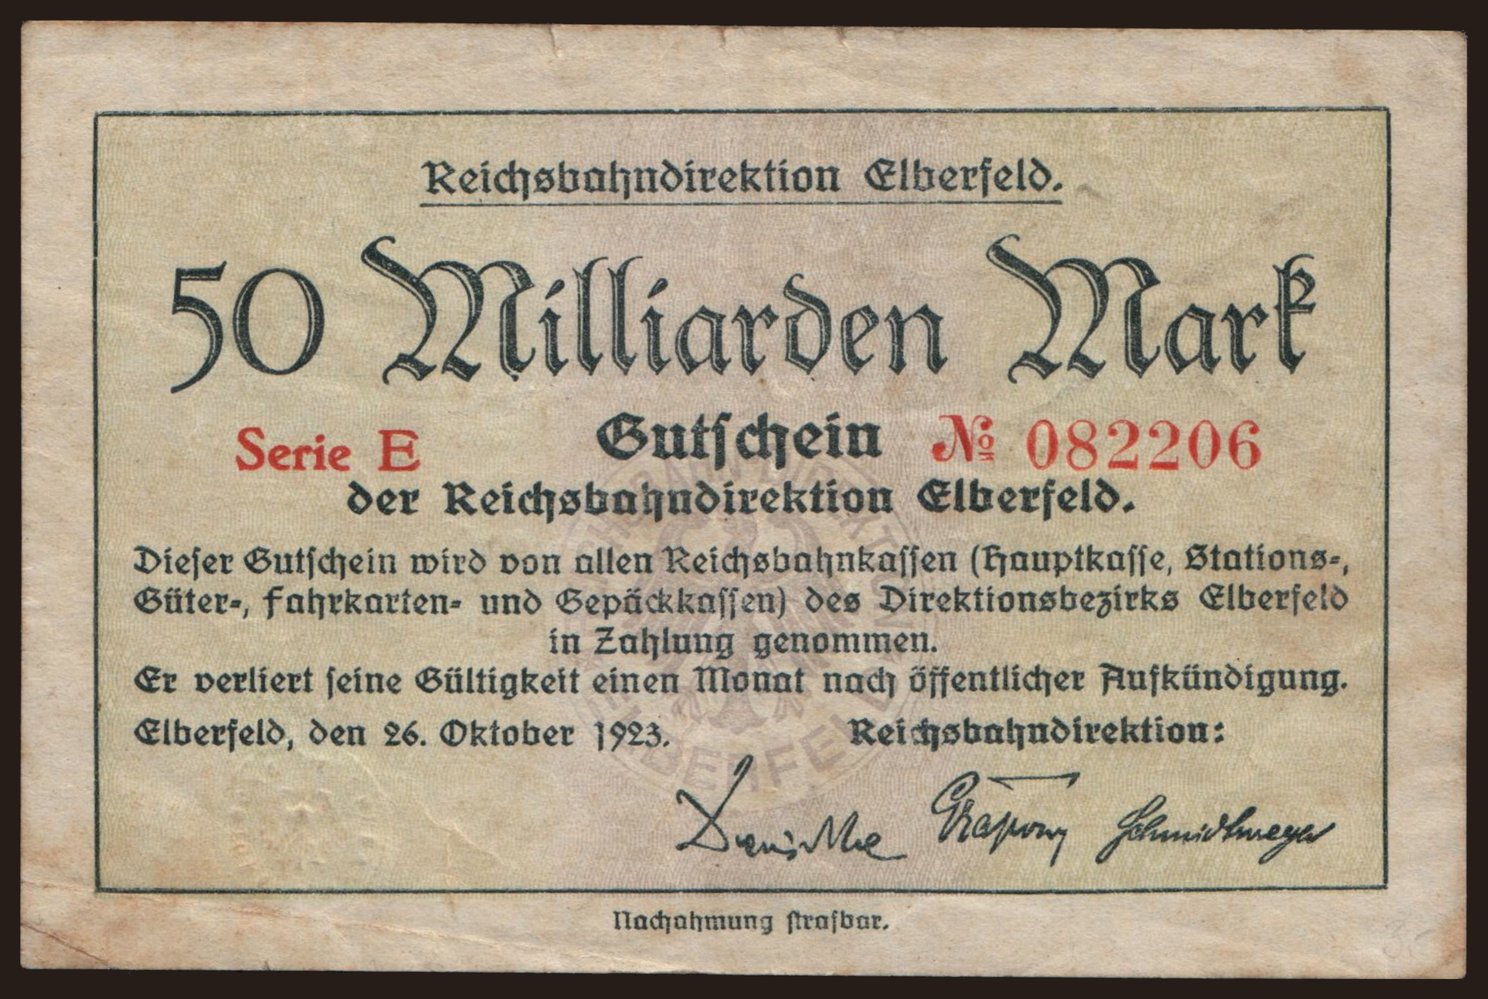 Reichsbahndirektion Elberfeld.
50 Milliarden Mark
Serie E Gutschein № 082206
der Reichsbahndirektion Elberfeld.
Dieser Gutschein wird von allen Reichsbahnkassen (Hauptkasse, Stations-,
Güter-, Fahrkarten- und Gepäckkassen) des Direktionsbezirks Elberfeld
in Zahlung genommen.
Er verliert seine Gültigkeit einen Monat nach öffentlicher Aufkündigung.
Elberfeld, den 26. Oktober 1923. Reichsbahndirektion:
Nachahmung strafbar.